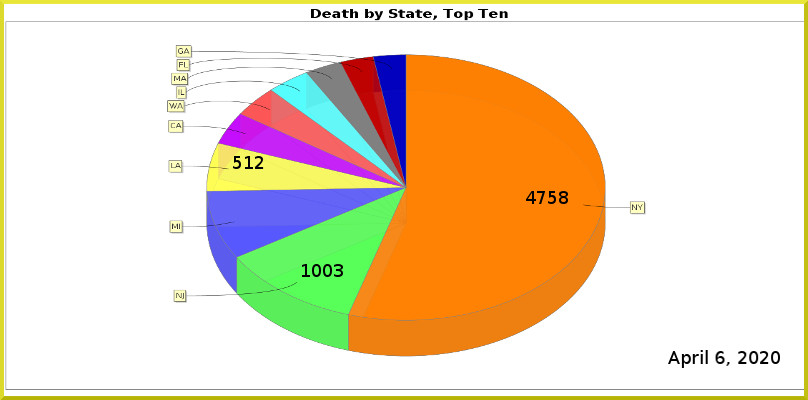 Death by State, Top Ten
GA
FL
MA
IL
WA
CA
LA
512
MI
NJ
1003
4758
NY
April 6, 2020